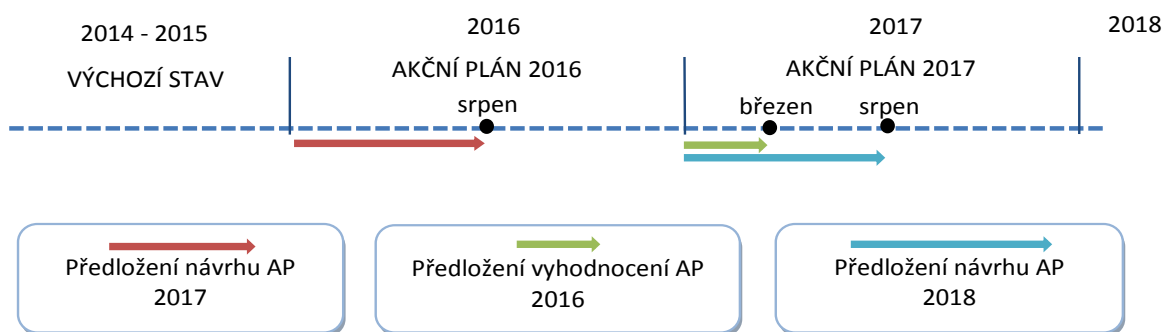 2014 - 2015
VÝCHOZÍ STAV
2016
AKČNÍ PLÁN 2016
srpen
2017
AKČNÍ PLÁN 2017
březen
srpen
2018
Předložení návrhu AP
2017
Předložení vyhodnocení AP
2016
Předložení návrhu AP
2018